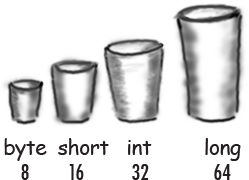 byte short int long
8 16 32 64